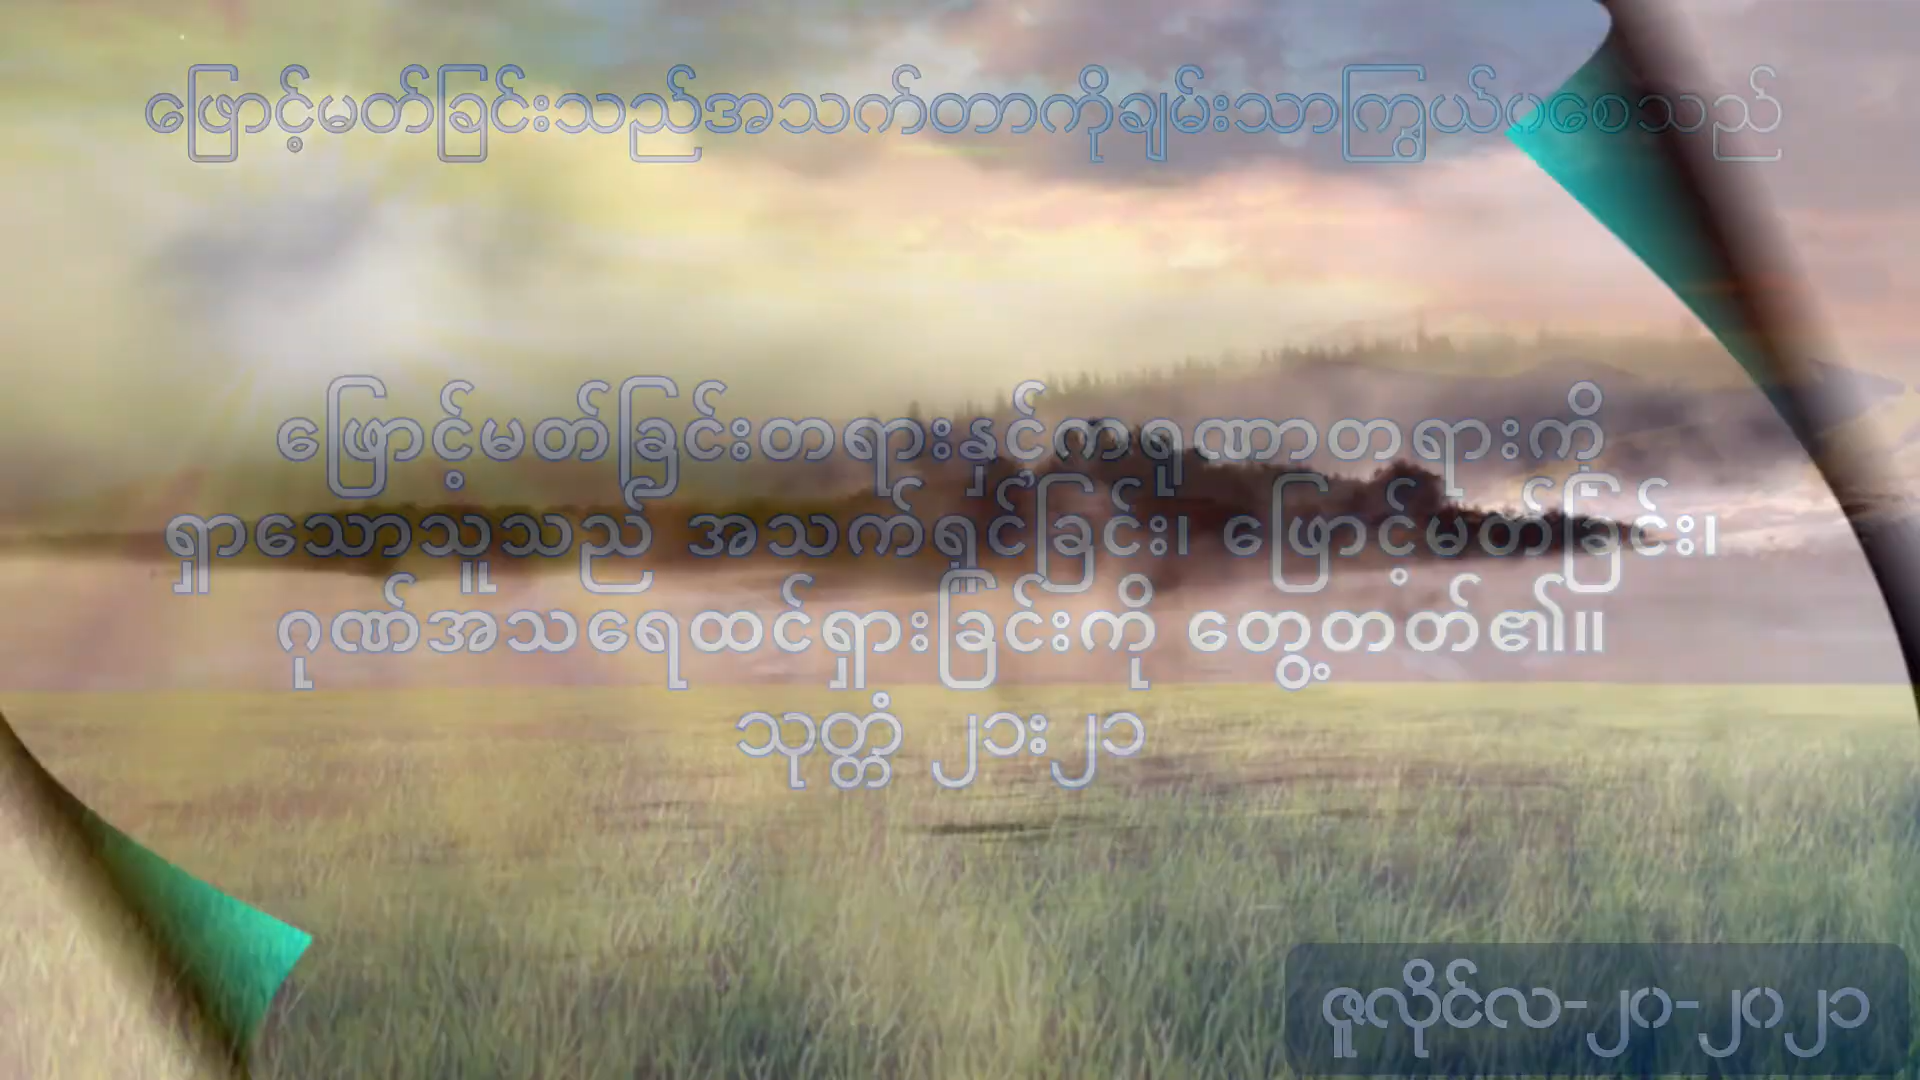 ဖြောင့်မတ်ခြင်းသည်အသက်တာကိုချမ်းသာကြွယ်ဝစေသည်
ဖြောင့်မတ်ခြင်းတရားနှင့်ကရုဏာတရားကို
ရှာသောသူသည် အသက်ရှင်ခြင်း၊ ဖြောင့်မတ်ခြင်း၊
ဂုဏ်အသရေထင်ရှားခြင်းကို တွေ့တတ်၏။
သုတ္တံ ၂၁း၂၁
ဇူလိုင်လ-၂၀-၂၀၂၁